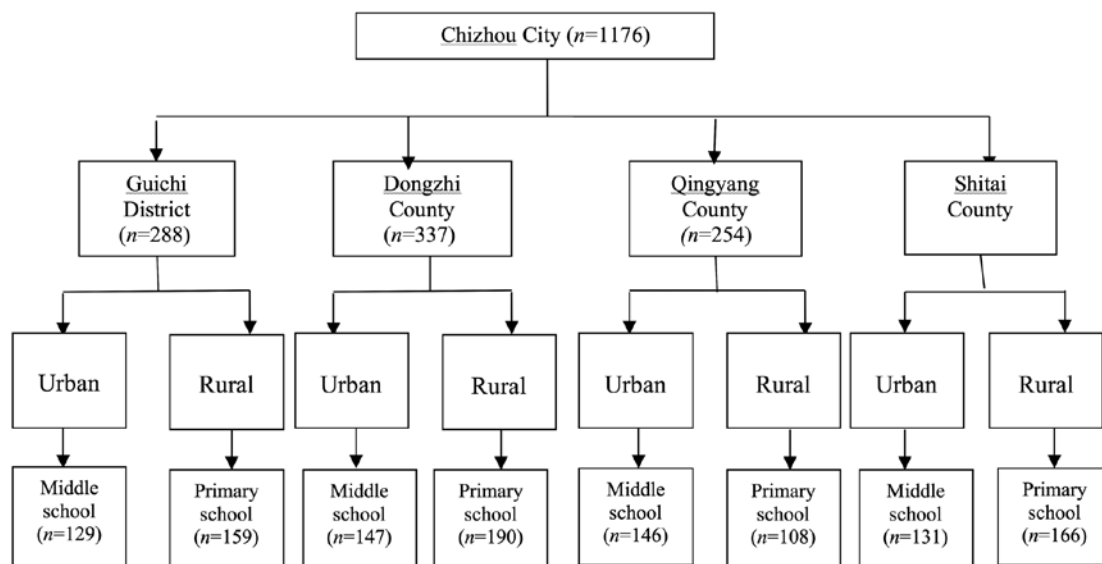 Chizhou City (n=1176)
Guichi
District
(n=288)
Dongzhi
County
(n=337)
Qingyang
County
(n=254)
Shitai
County
Urban
Rural
Urban
Rural
Urban
Rural
Urban
Rural
Middle
school
(n=129)
Primary
school
(n=159)
Middle
school
(n=147)
Primary
school
(n=190)
Middle
school
(n=146)
Primary
school
(n=108)
Middle
school
(n=131)
Primary
school
(n=166)